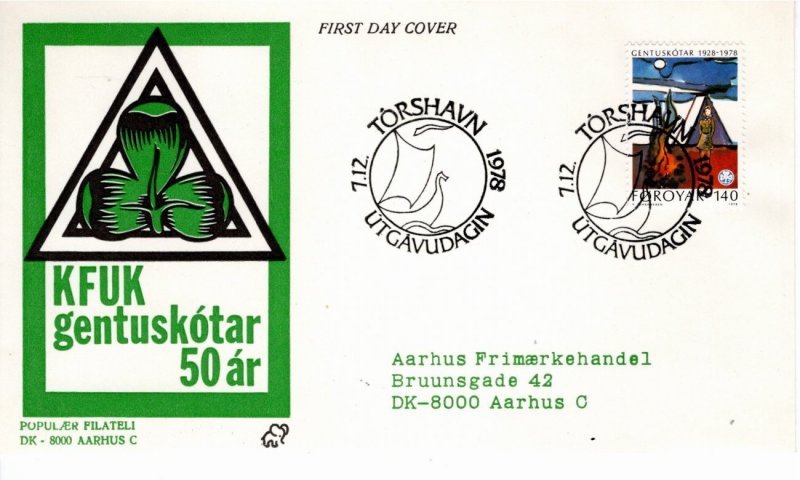 FIRST DAY COVER
GENTUSKÓTAR 1928-1978
FØROYAR 140
TÓRSHAVN
7.12. 1978
ÚTGÁVUDAGIN
TÓRSHAVN
7.12. 1978
ÚTGÁVUDAGIN
KFUK
gentuskótar
50 ár
Aarhus Frimærkehandel
Bruunsgade 42
DK-8000 Aarhus C
POPULÆR FILATELI
DK - 8000 AARHUS C